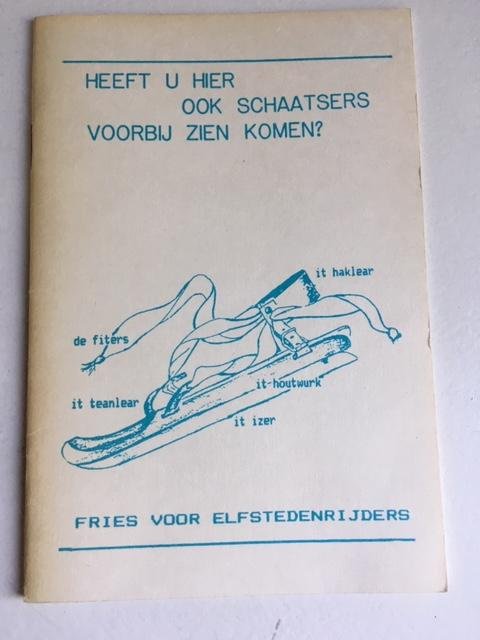 HEEFT U HIER
OOK SCHAATSERS
VOORBIJ ZIEN KOMEN?
it haklear
de fiters
it teanlear
it houtwurk
it izer
FRIES VOOR ELFSTEDENRIJDERS